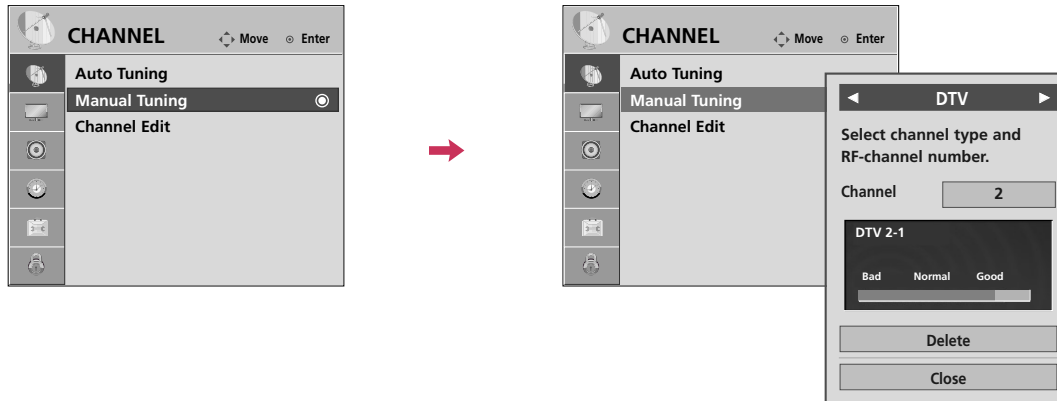 CHANNEL
Move
Enter
Auto Tuning
Manual Tuning
Channel Edit
CHANNEL
Move
Enter
Auto Tuning
Manual Tuning
Channel Edit
DTV
Select channel type and
RF-channel number.
Channel 2
DTV 2-1
Bad Normal Good
Delete
Close